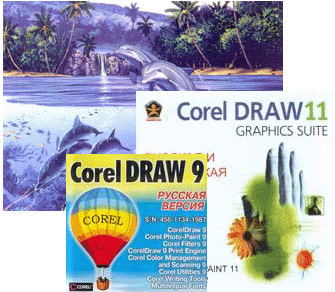 Corel DRAW 11
GRAPHICS SUITE
AINT 11
Corel DRAW 9
РУССКАЯ
ВЕРСИЯ
S/N: 456-1134-1987
CorelDraw 9
Corel Photo-Paint 9
Corel Filters 9
CorelDraw 9 Print Engine
Corel Color Management
and Scanning 9
Corel Utilities 9
Corel Writing Tools
Multilingual Fonts
COREL
COREL